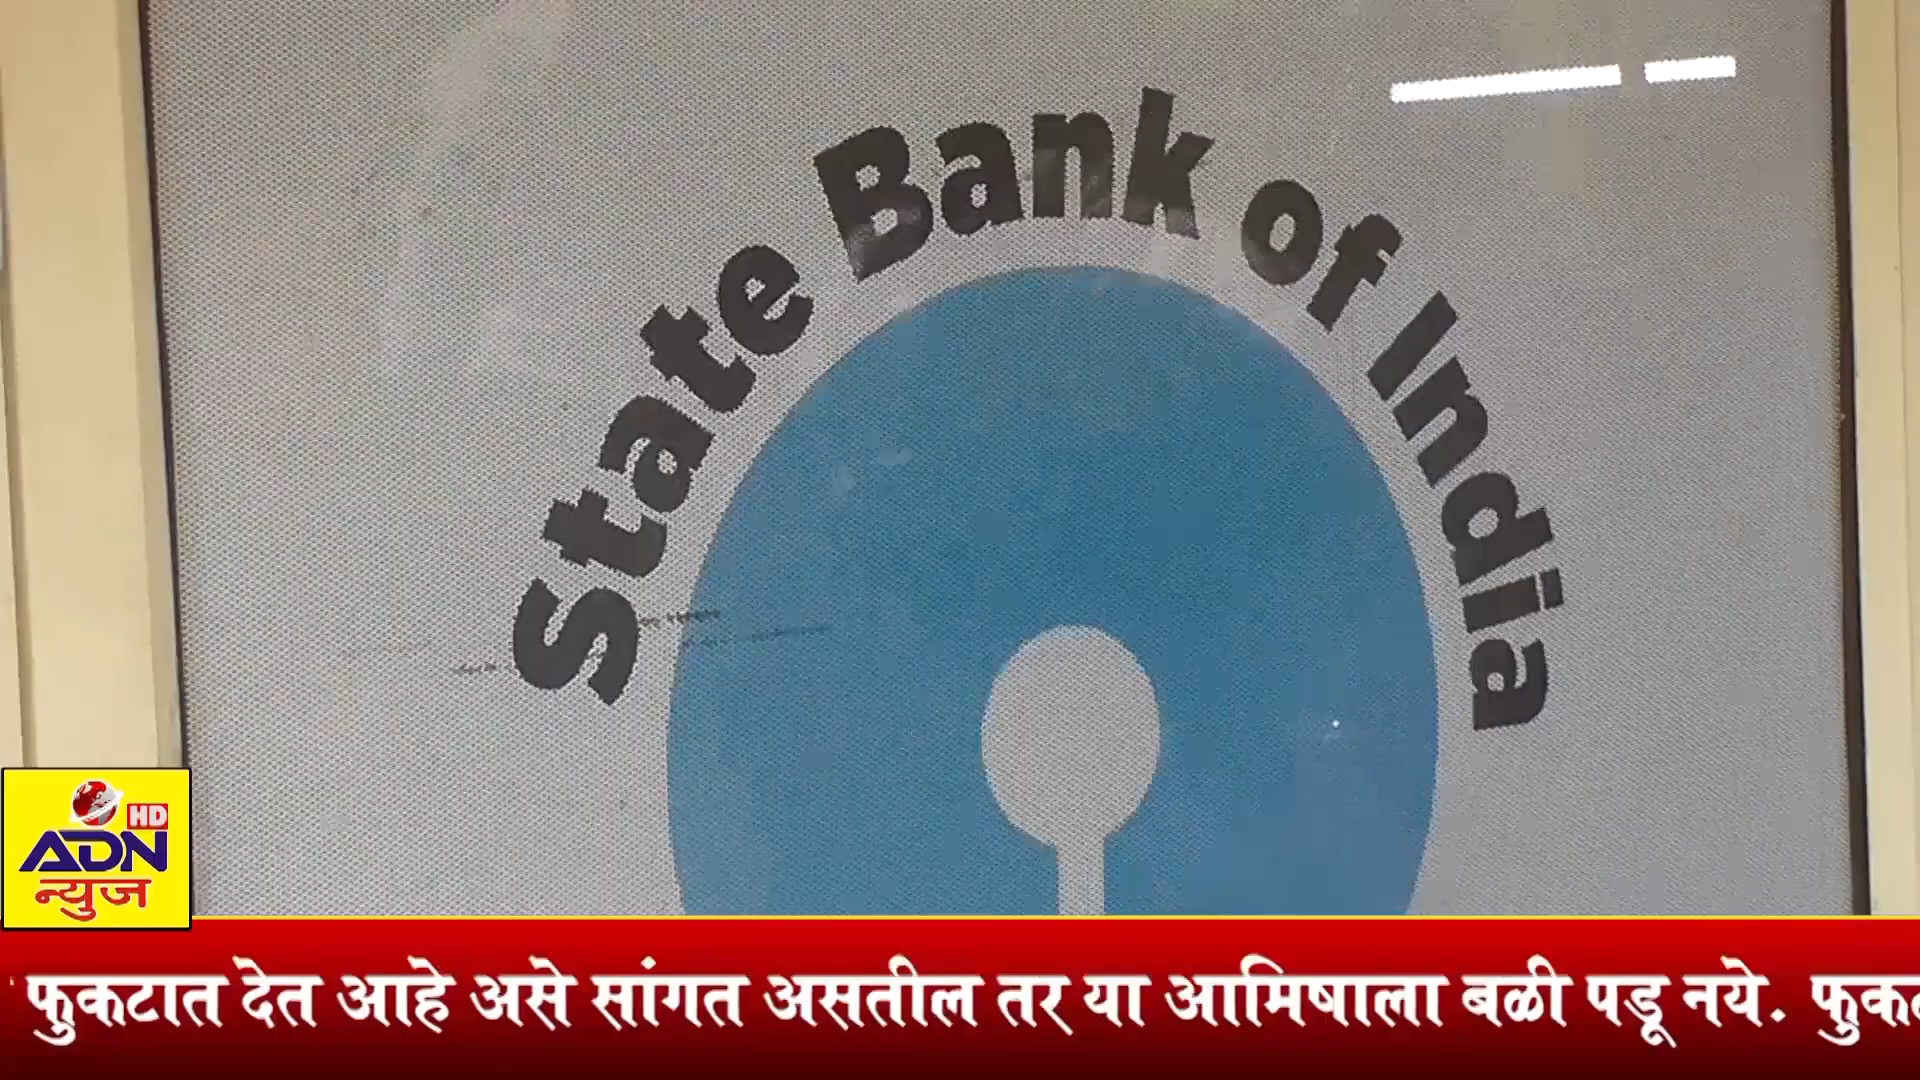 State Bank of India
HD
ADN
न्युज
फुकटात देत आहे असे सांगत असतील तर या आमिषाला बळी पडू नये.